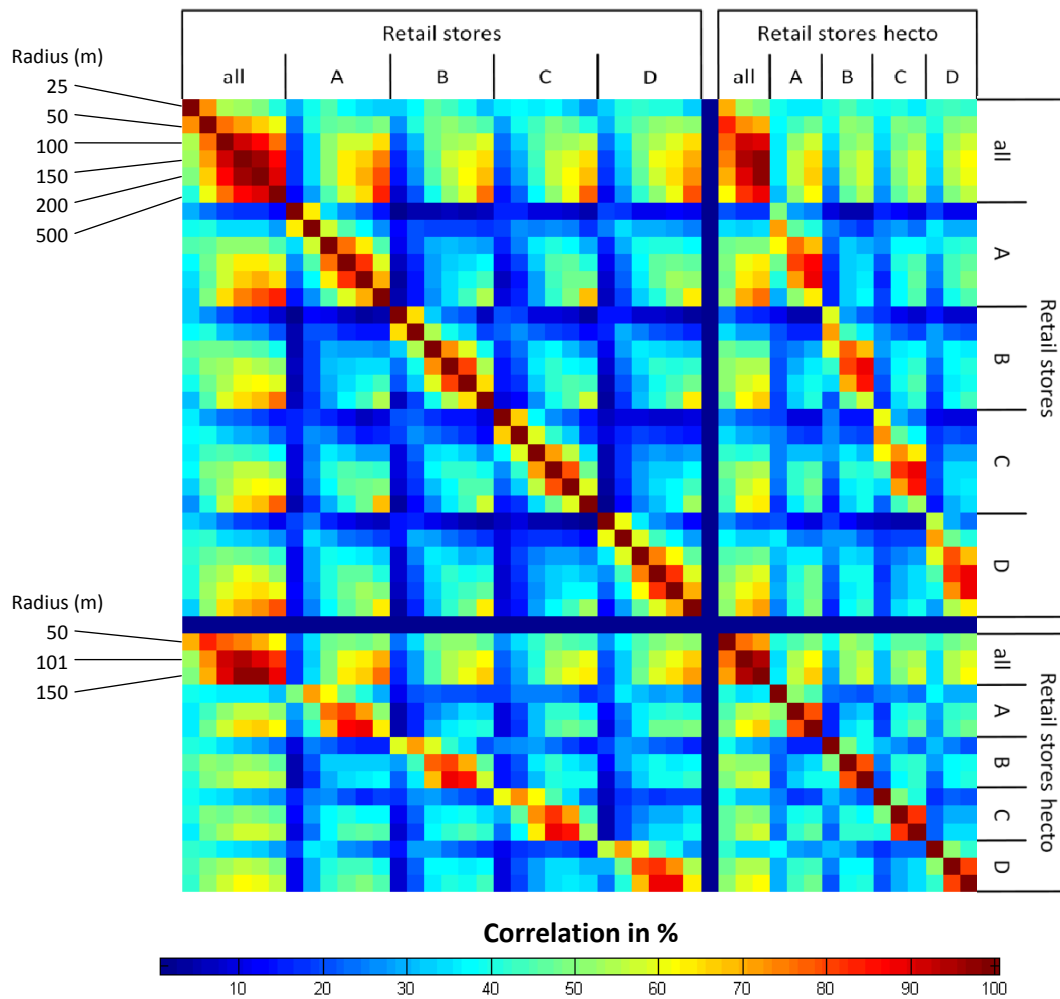 Retail stores
Retail stores hecto
Radius (m)
all A B C D
all A B C D
25
50
100
150
200
500
all
A
B
C
D
Retail stores
Radius (m)
50
101
150
all
A
B
C
D
Retail stores hecto
Correlation in %
10 20 30 40 50 60 70 80 90 100